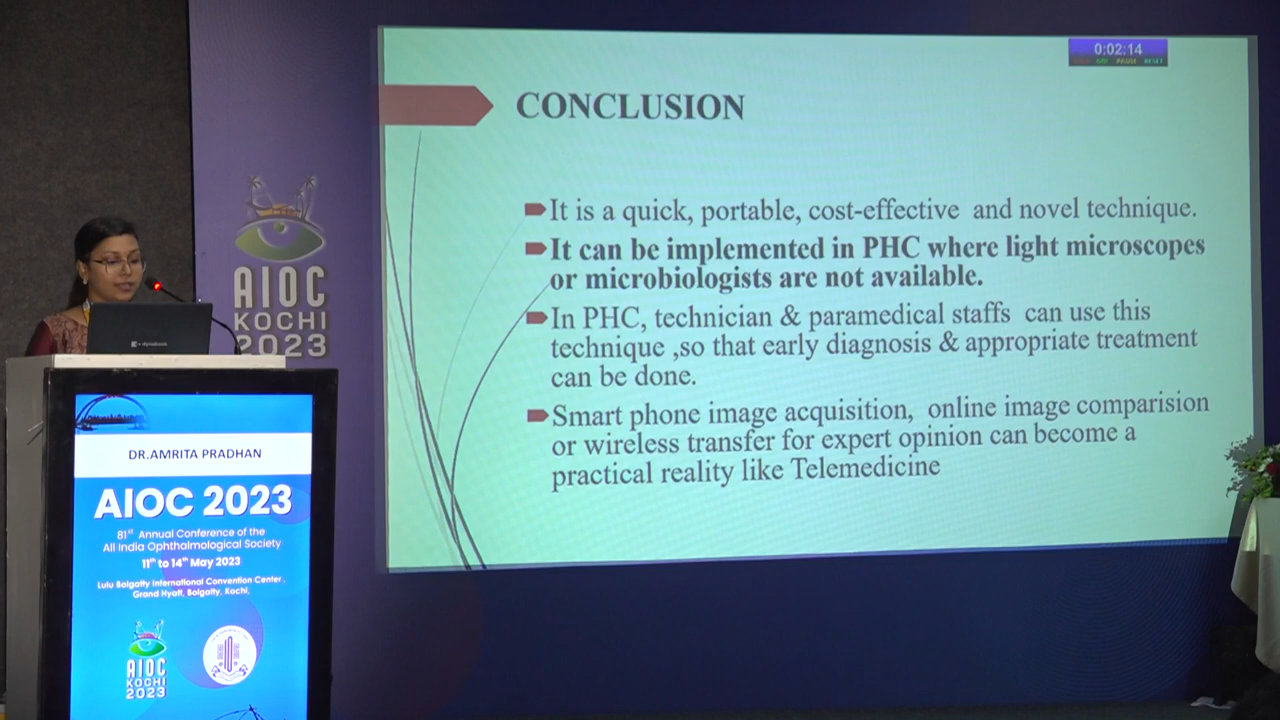 0:02:14
OFF PAUSE RESET
CONCLUSION
It is a quick, portable, cost-effective and novel technique.
It can be implemented in PHC where light microscopes
or microbiologists are not available.
In PHC, technician & paramedical staffs can use this
technique ,so that early diagnosis & appropriate treatment
can be done.
Smart phone image acquisition, online image comparision
or wireless transfer for expert opinion can become a
practical reality like Telemedicine
AIOC
KOCHI
2023
dynabook
DR.AMRITA PRADHAN
AIOC 2023
81st Annual Conference of the
All India Ophthalmological Society
11th to 14th May 2023
Lulu Bolgatty International Convention Center,
Grand Hyatt, Bolgatty, Kochi,
AIOC
KOCHI
2023